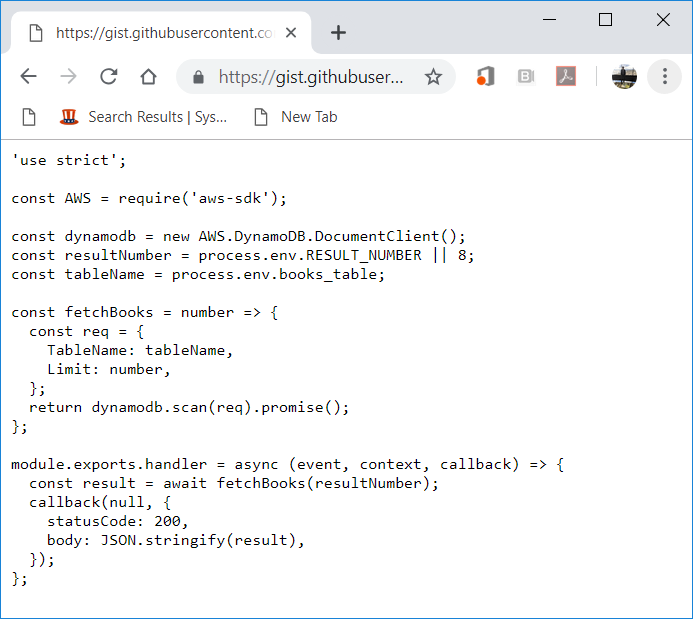 https://gist.githubusercontent.co
https://gist.githubuser...
Search Results | Sys...
New Tab
'use strict';
const AWS = require('aws-sdk');
const dynamodb = new AWS.DynamoDB.DocumentClient();
const resultNumber = process.env.RESULT_NUMBER || 8;
const tableName = process.env.books_table;
const fetchBooks = number => {
  const req = {
    TableName: tableName,
    Limit: number,
  };
  return dynamodb.scan(req).promise();
};
module.exports.handler = async (event, context, callback) => {
  const result = await fetchBooks(resultNumber);
  callback(null, {
    statusCode: 200,
    body: JSON.stringify(result),
  });
};